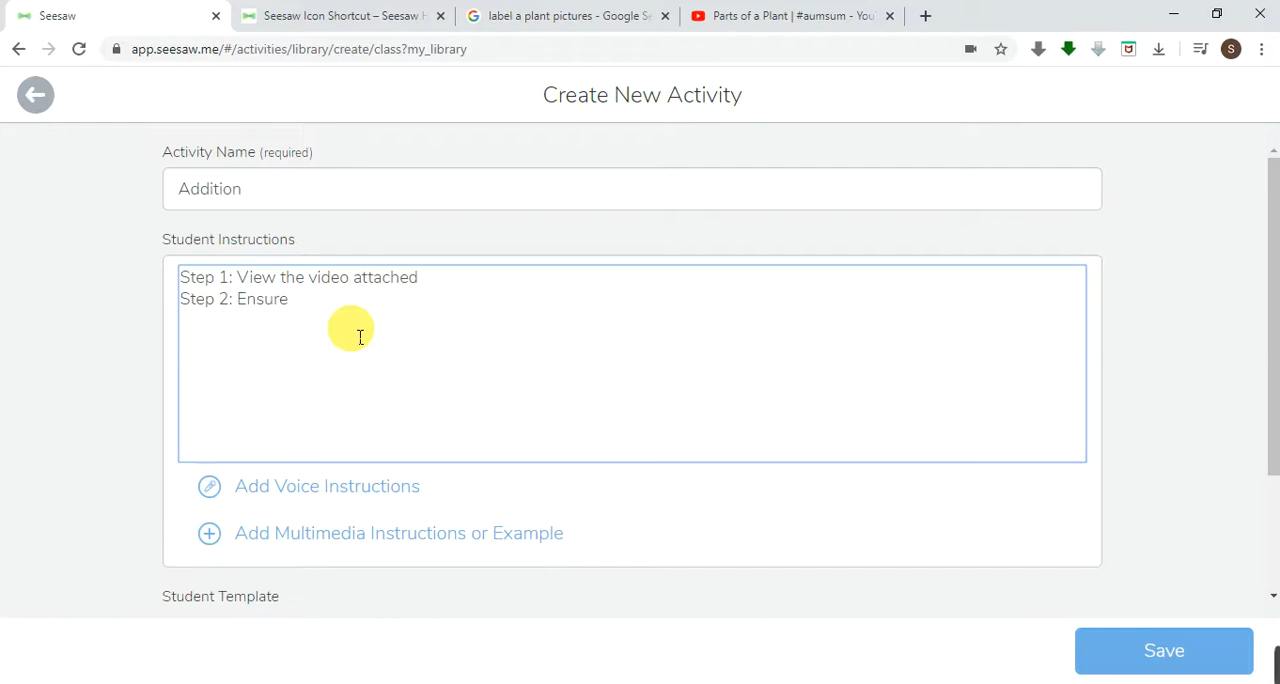 Seesaw
Seesaw Icon Shortcut – Seesaw H
label a plant pictures - Google Se
Parts of a Plant | #aumsum - You
app.seesaw.me/#/activities/library/create/class?my_library
S
Create New Activity
Activity Name (required)
Addition
Student Instructions
Step 1: View the video attached
Step 2: Ensure
Add Voice Instructions
Add Multimedia Instructions or Example
Student Template
Save